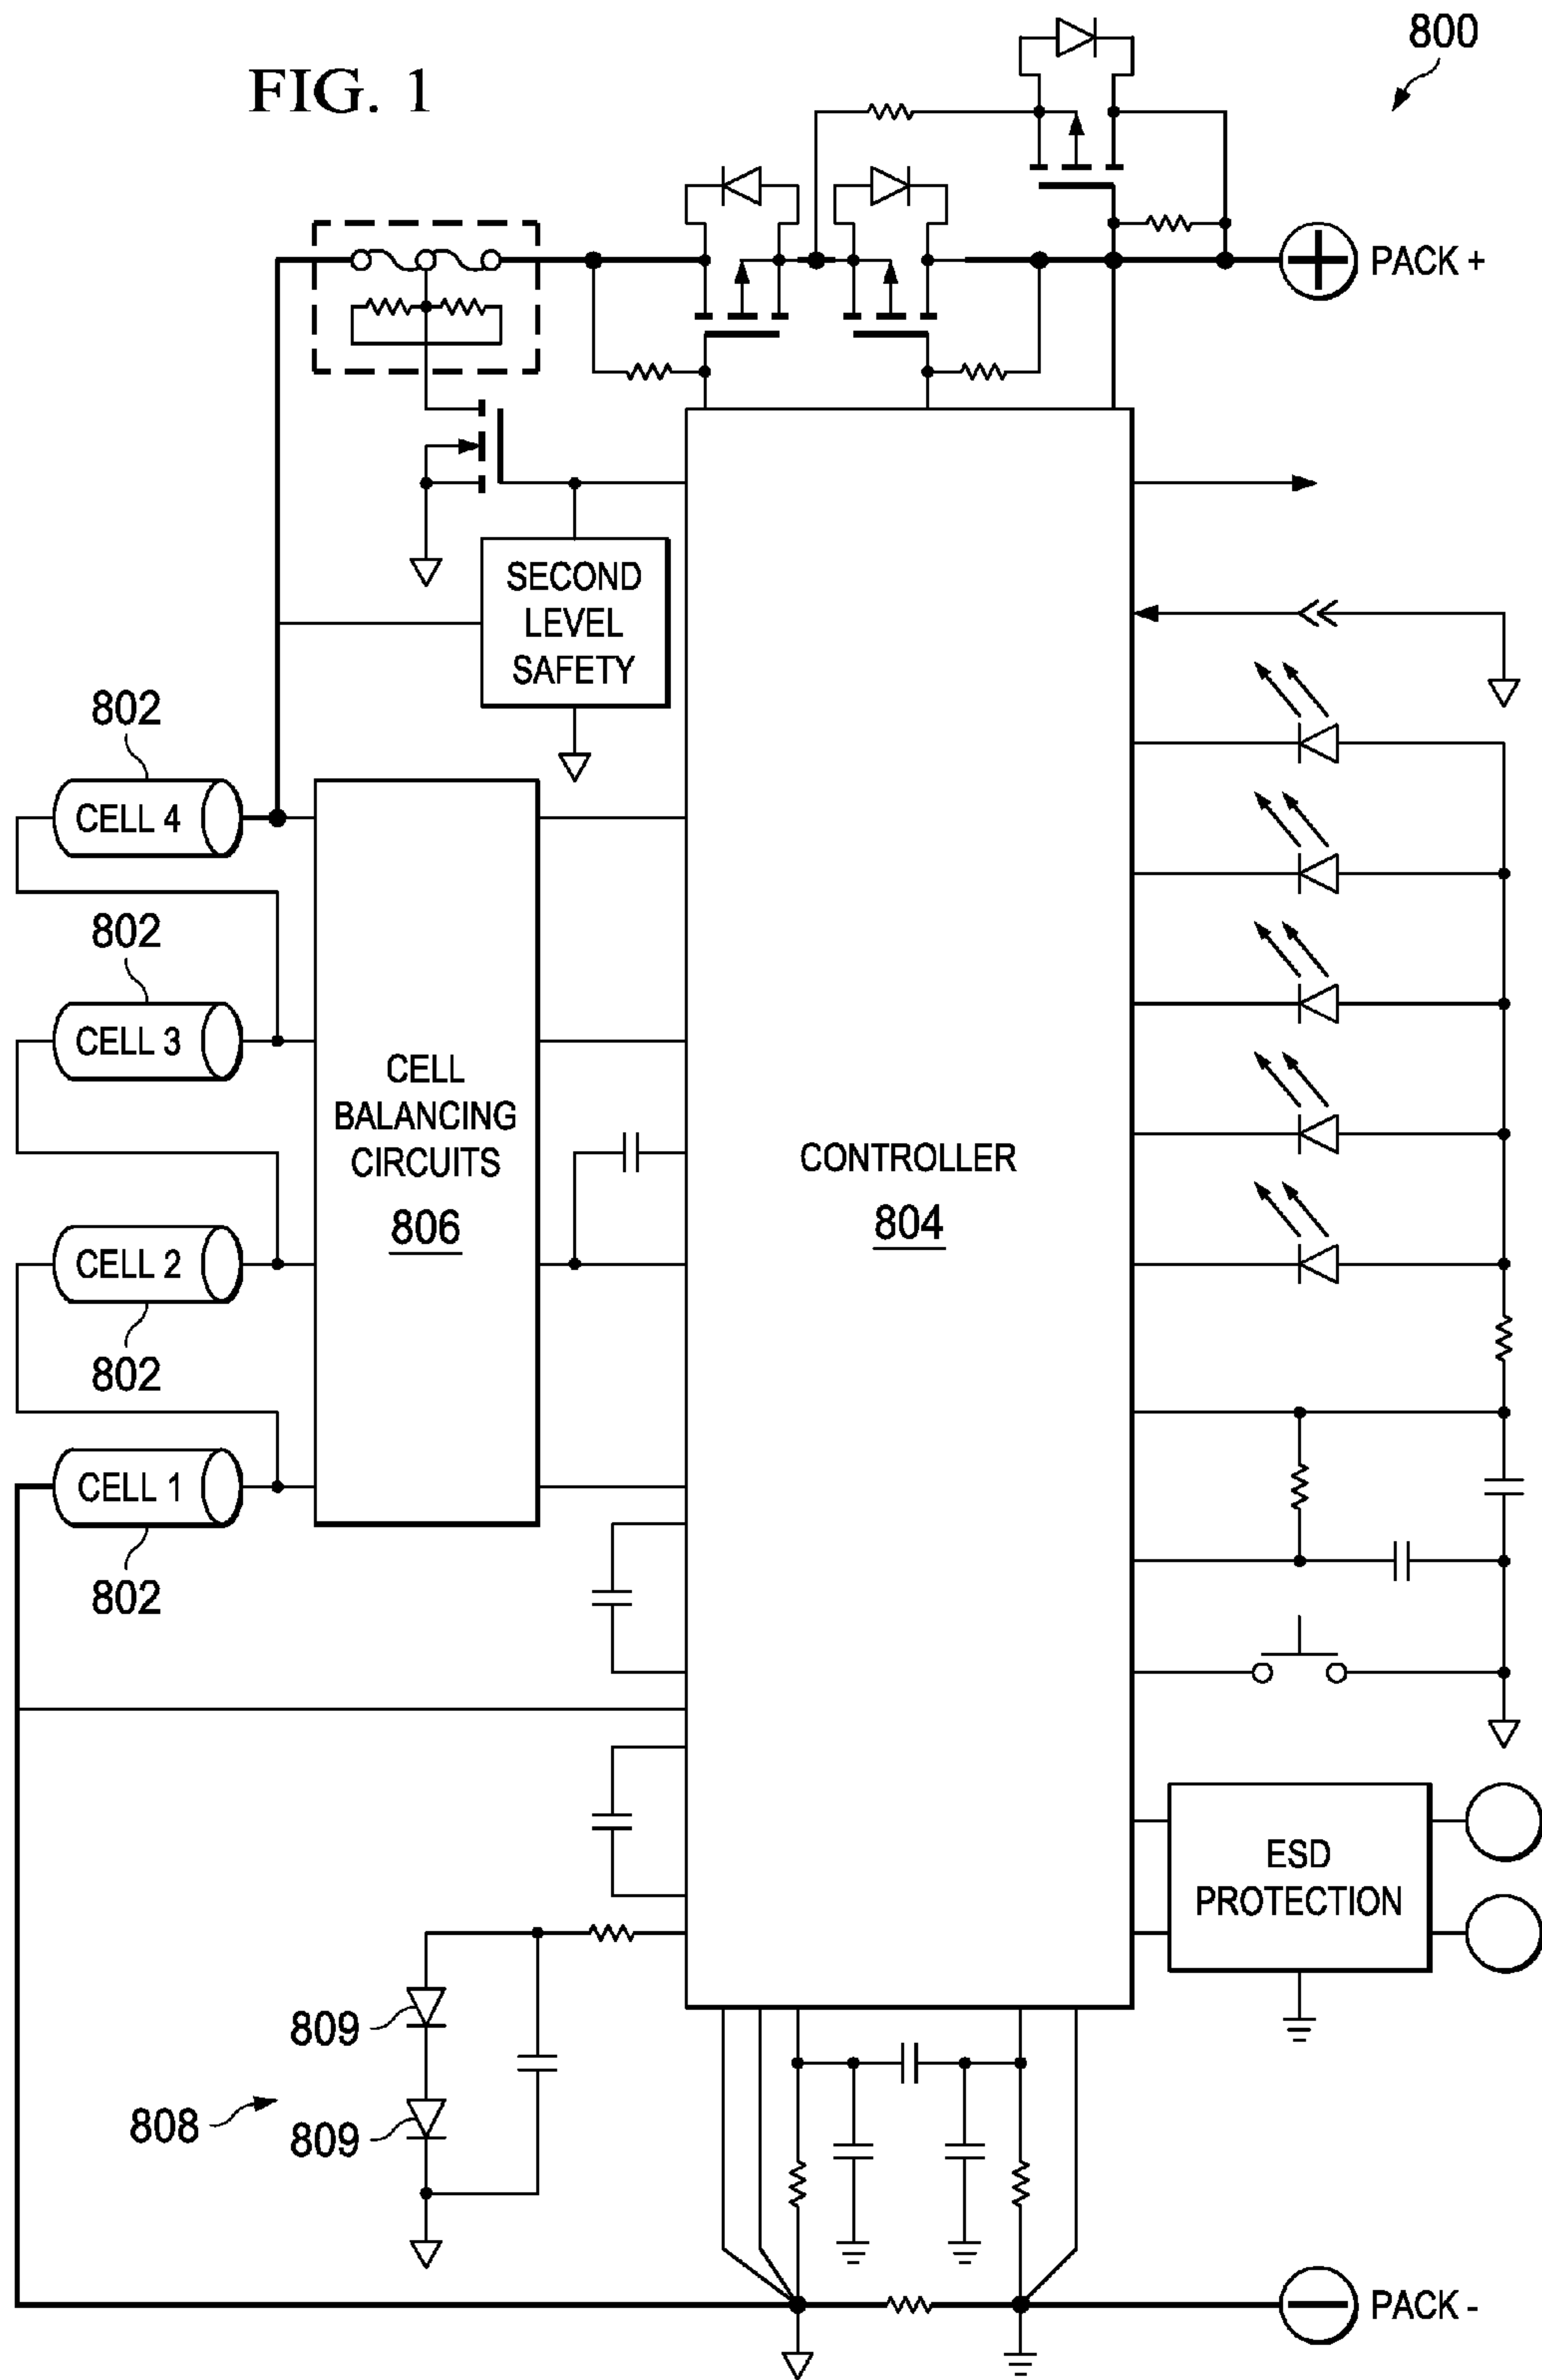 FIG. 1
800
PACK +
SECOND
LEVEL
SAFETY
802
CELL 4
802
CELL 3
CELL
BALANCING
CIRCUITS
806
CONTROLLER
804
CELL 2
802
CELL 1
802
ESD
PROTECTION
809
808
809
PACK -